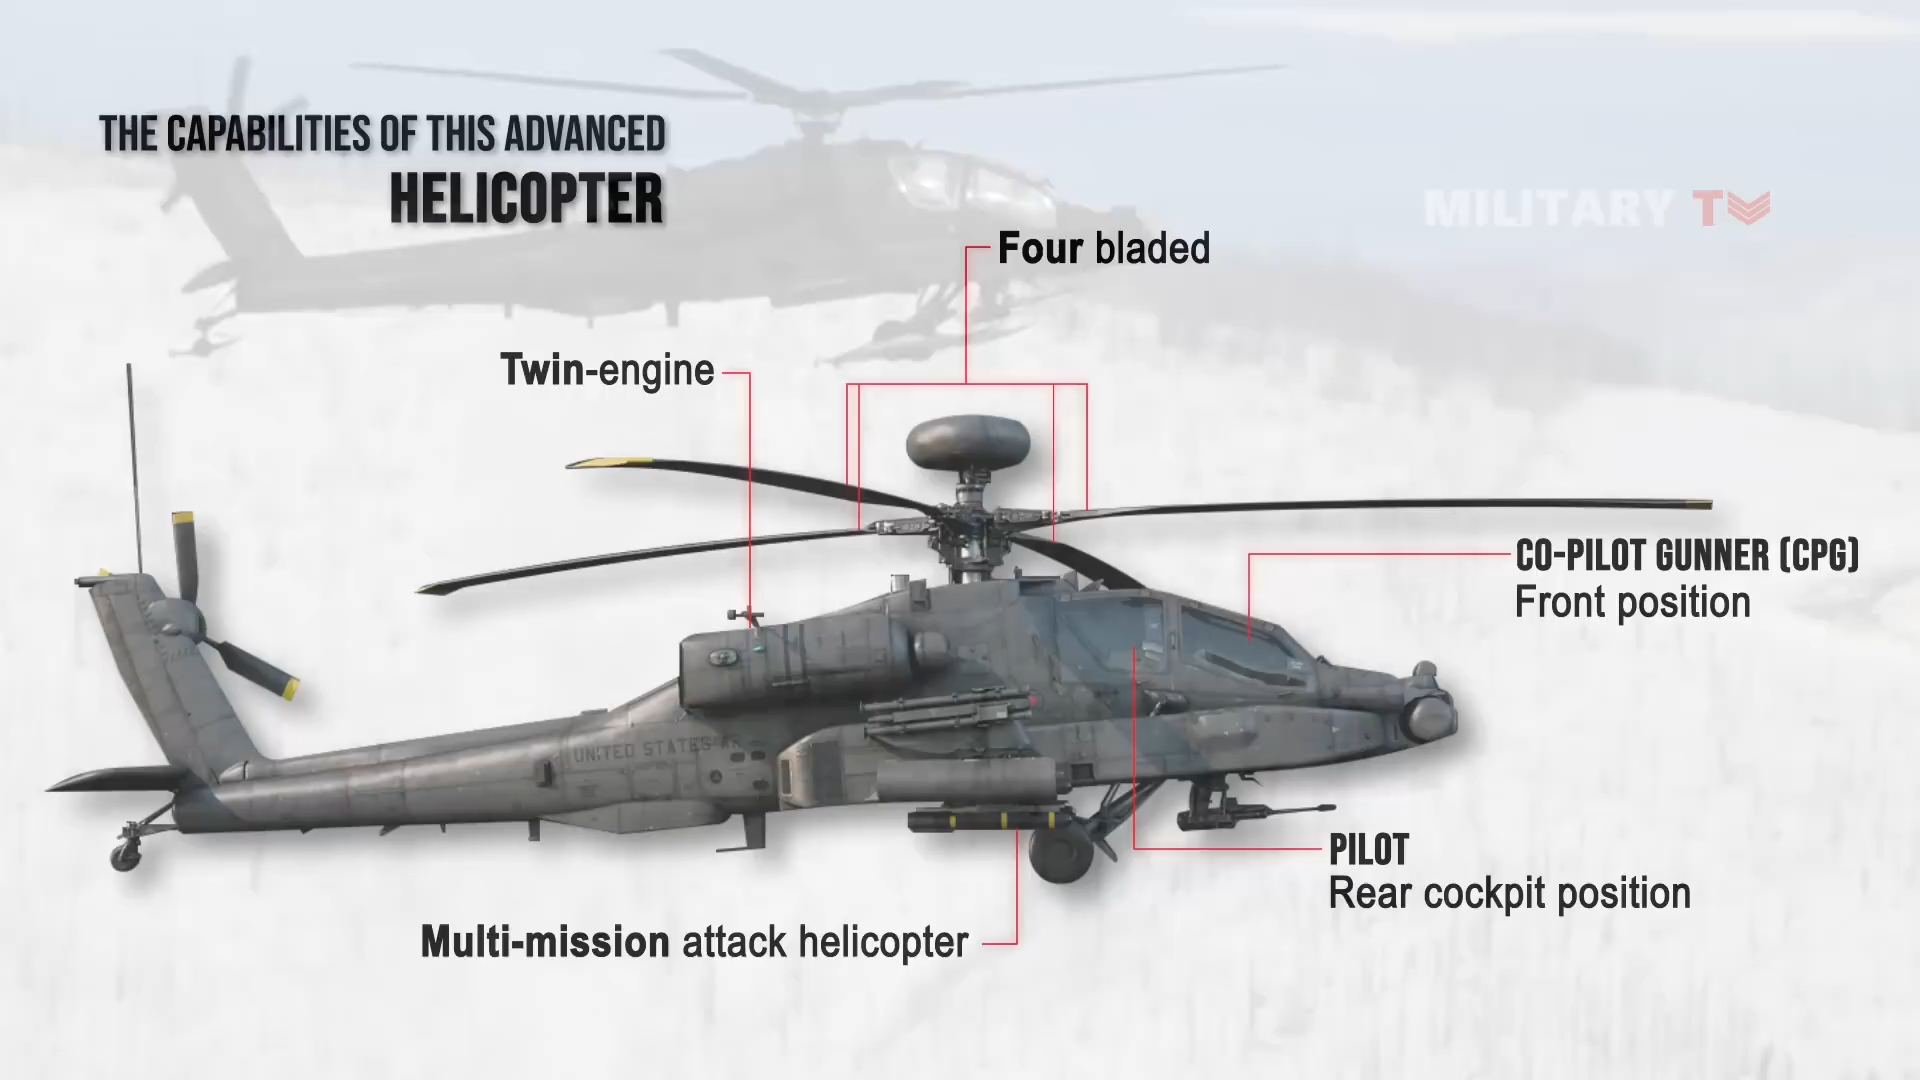 THE CAPABILITIES OF THIS ADVANCED
HELICOPTER
MILITARY TV
Four bladed
Twin-engine
CO-PILOT GUNNER (CPG)
Front position
UNITED STATES AR
PILOT
Rear cockpit position
Multi-mission attack helicopter